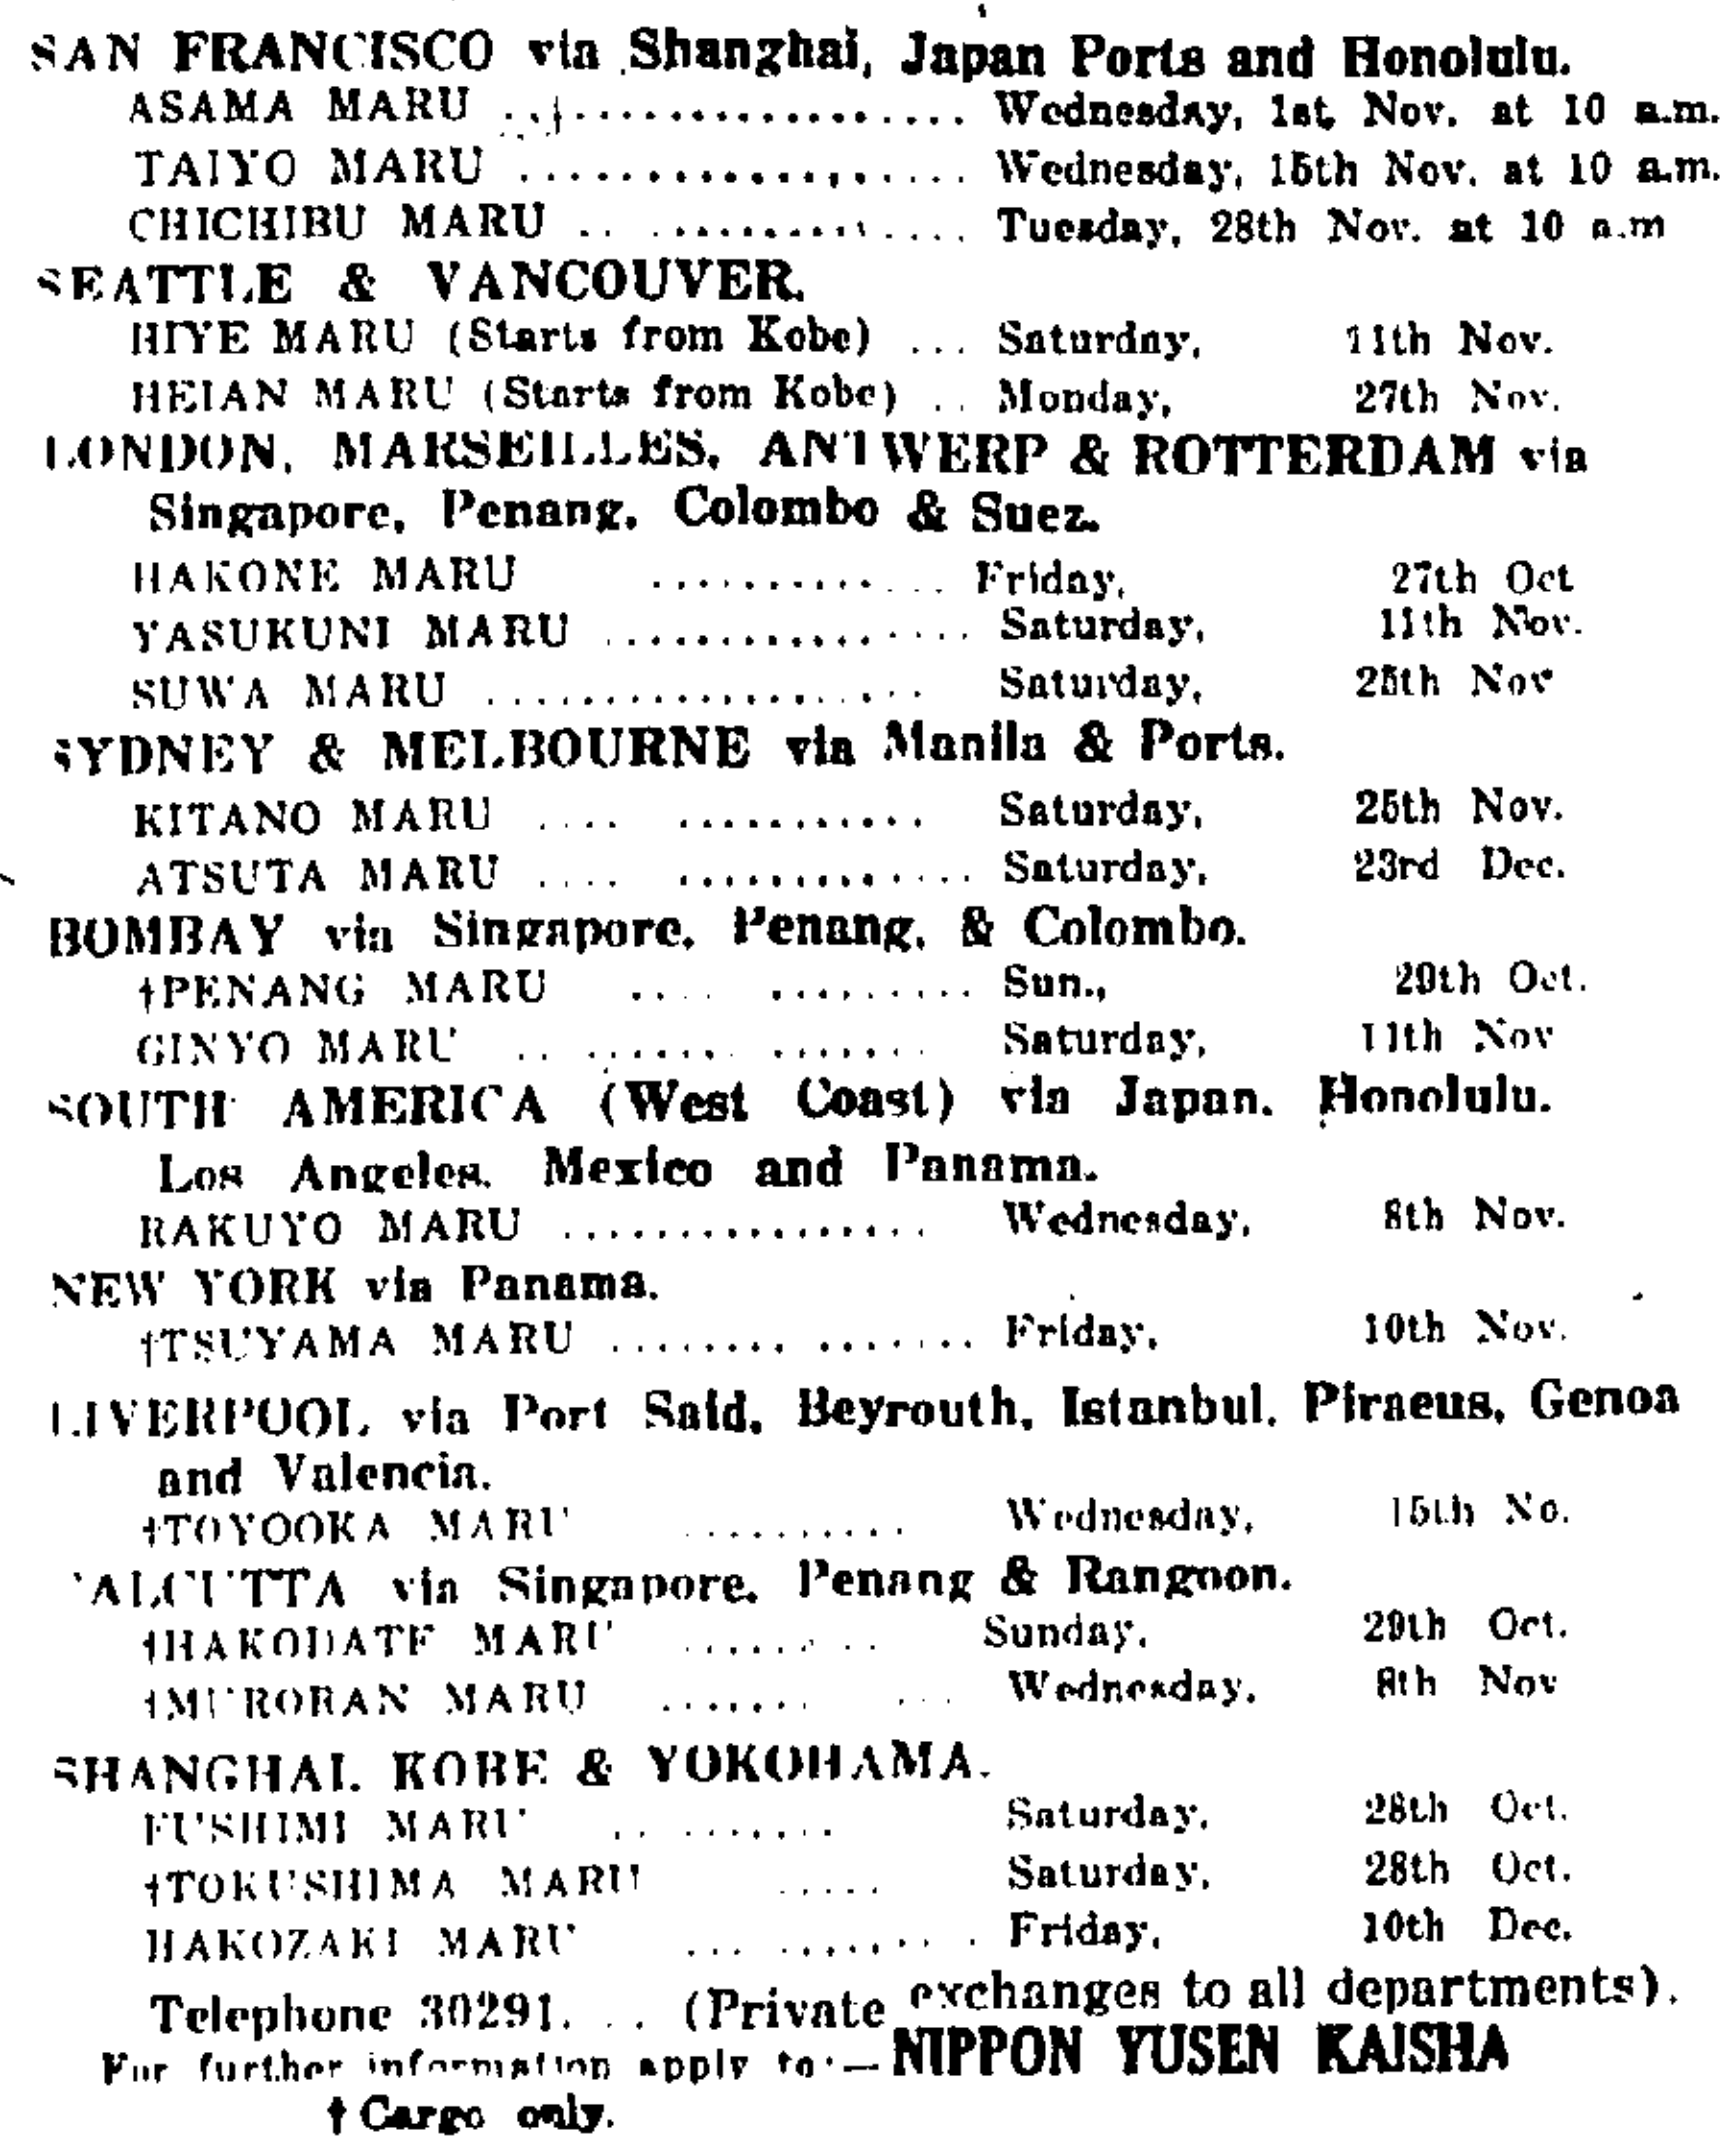 SAN FRANCISCO via Shanghai, Japan Ports and Honolulu.
ASAMA MARU .................... Wednesday, 1st Nov. at 10 a.m.
TAIYO MARU .................... Wednesday, 15th Nov. at 10 a.m.
CHICHIBU MARU .. ............... Tuesday, 28th Nov. at 10 a.m
SEATTLE & VANCOUVER.
HIYE MARU (Starts from Kobe) ... Saturday, 11th Nov.
HEIAN MARU (Starts from Kobe) .. Monday, 27th Nov.
LONDON, MARSEILLES, ANTWERP & ROTTERDAM via
Singapore, Penang, Colombo & Suez.
HAKONE MARU ............. Friday, 27th Oct
YASUKUNI MARU ................. Saturday, 11th Nov.
SUWA MARU ................... Saturday, 25th Nov
SYDNEY & MELBOURNE via Manila & Ports.
KITANO MARU .... ........... Saturday, 25th Nov.
ATSUTA MARU .... ............. Saturday, 23rd Dec.
BOMBAY via Singapore, Penang, & Colombo.
†PENANG MARU .... ......... Sun., 29th Oct.
GINYO MARU .. ....... ....... Saturday, 11th Nov
SOUTH AMERICA (West Coast) via Japan, Honolulu.
Los Angeles, Mexico and Panama.
RAKUYO MARU ................ Wednesday, 8th Nov.
NEW YORK via Panama.
†TSUYAMA MARU ........ ....... Friday, 10th Nov.
LIVERPOOL via Port Said, Beyrouth, Istanbul, Piraeus, Genoa
and Valencia.
†TOYOOKA MARU .......... Wednesday, 15th No.
CALCUTTA via Singapore, Penang & Rangoon.
†HAKODATE MARU ........ Sunday, 29th Oct.
†MURORAN MARU ....... ... Wednesday, 8th Nov
SHANGHAI, KOBE & YOKOHAMA.
FUSHIMI MARU .. ....... Saturday, 28th Oct.
†TOKUSHIMA MARU ..... Saturday, 28th Oct.
HAKOZAKI MARU ... ......... Friday, 10th Dec.
Telephone 30291. . . (Private exchanges to all departments).
For further information apply to:— NIPPON YUSEN KAISHA
† Cargo only.